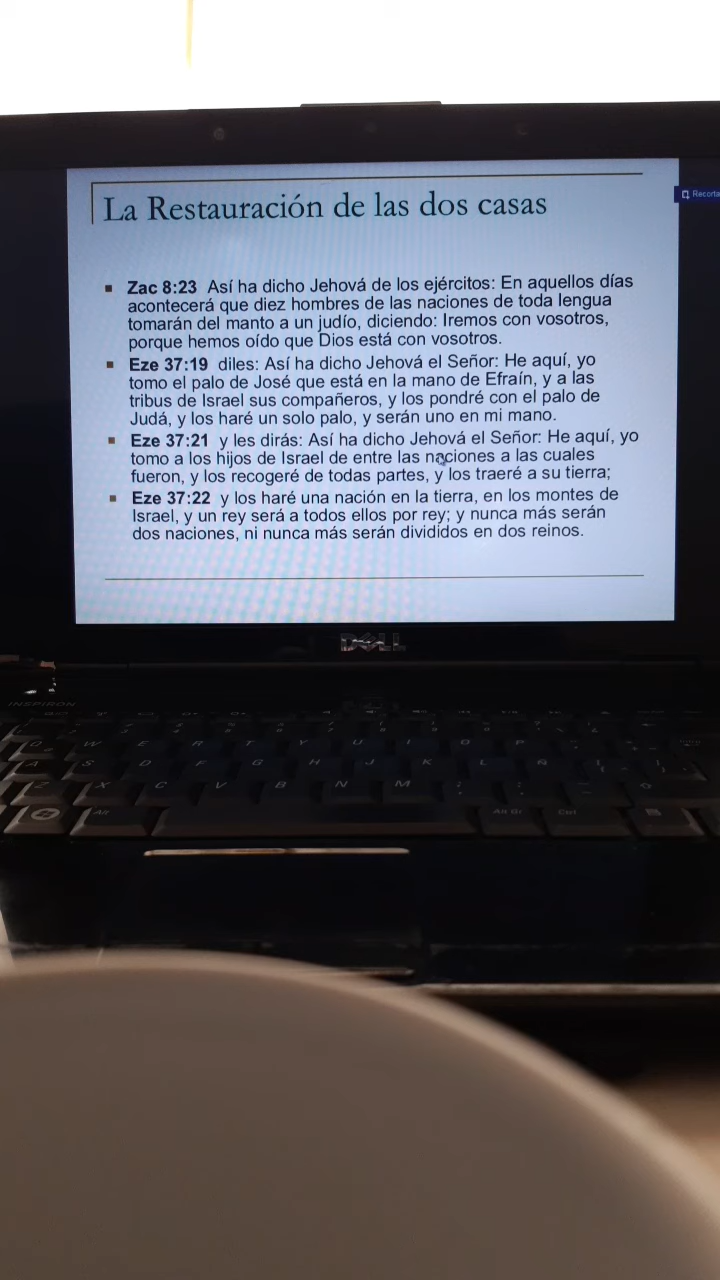 La Restauración de las dos casas
Recorta
Zac 8:23 Así ha dicho Jehová de los ejércitos: En aquellos días
acontecerá que diez hombres de las naciones de toda lengua
tomarán del manto a un judío, diciendo: Iremos con vosotros,
porque hemos oído que Dios está con vosotros.
Eze 37:19 diles: Así ha dicho Jehová el Señor: He aquí, yo
tomo el palo de José que está en la mano de Efraín, y a las
tribus de Israel sus compañeros, y los pondré con el palo de
Judá, y los haré un solo palo, y serán uno en mi mano.
Eze 37:21 y les dirás: Así ha dicho Jehová el Señor: He aquí, yo
tomo a los hijos de Israel de entre las naciones a las cuales
fueron, y los recogeré de todas partes, y los traeré a su tierra;
Eze 37:22 y los haré una nación en la tierra, en los montes de
Israel, y un rey será a todos ellos por rey; y nunca más serán
dos naciones, ni nunca más serán divididos en dos reinos.
DELL
INSPIRON
Q W E R T Y U I O P
A S D F G H J K L Ñ
Z X C V B N M
Alt Alt Gr Ctrl